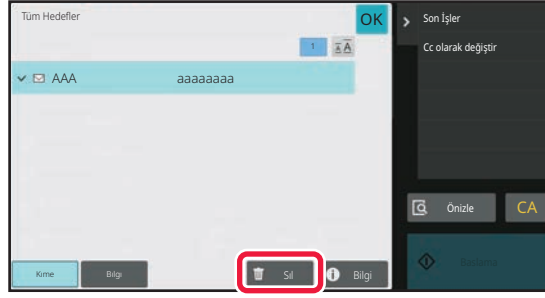 Tüm Hedefler
OK
1
AAA aaaaaaaa
Kime
Bilgi
Sil
Bilgi
Son İşler
Cc olarak değiştir
Önizle
CA